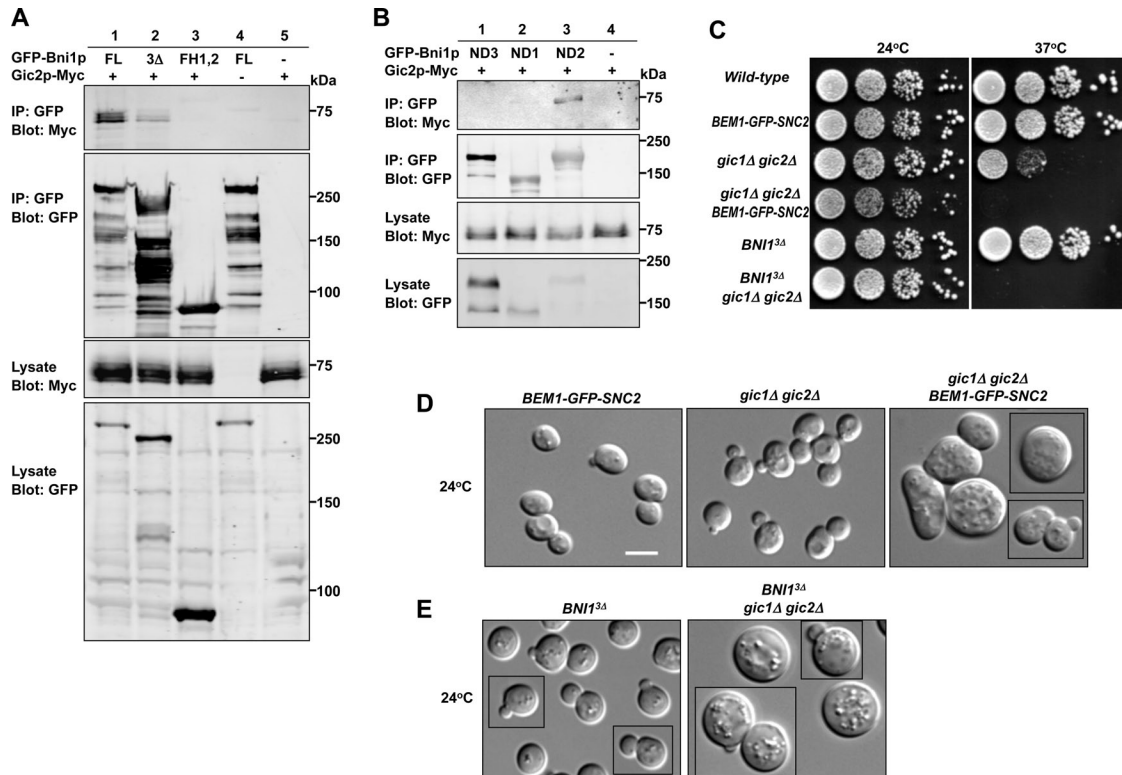 A
1 2 3 4 5
GFP-Bni1p FL 3Δ FH1,2 FL -
Gic2p-Myc + + + - + kDa
IP: GFP
Blot: Myc
75
IP: GFP
Blot: GFP
250
150
100
Lysate
Blot: Myc
75
Lysate
Blot: GFP
250
150
100
B
1 2 3 4
GFP-Bni1p ND3 ND1 ND2 -
Gic2p-Myc + + + + kDa
IP: GFP
Blot: Myc
75
IP: GFP
Blot: GFP
250
150
Lysate
Blot: Myc
75
Lysate
Blot: GFP
250
150
C
24°C 37°C
Wild-type
BEM1-GFP-SNC2
gic1Δ gic2Δ
gic1Δ gic2Δ
BEM1-GFP-SNC2
BNI1³Δ
BNI1³Δ
gic1Δ gic2Δ
D
BEM1-GFP-SNC2
gic1Δ gic2Δ
gic1Δ gic2Δ
BEM1-GFP-SNC2
24°C
E
BNI1³Δ
BNI1³Δ
gic1Δ gic2Δ
24°C